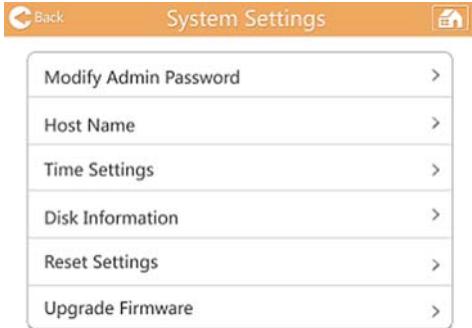 Back System Settings
Modify Admin Password
Host Name
Time Settings
Disk Information
Reset Settings
Upgrade Firmware